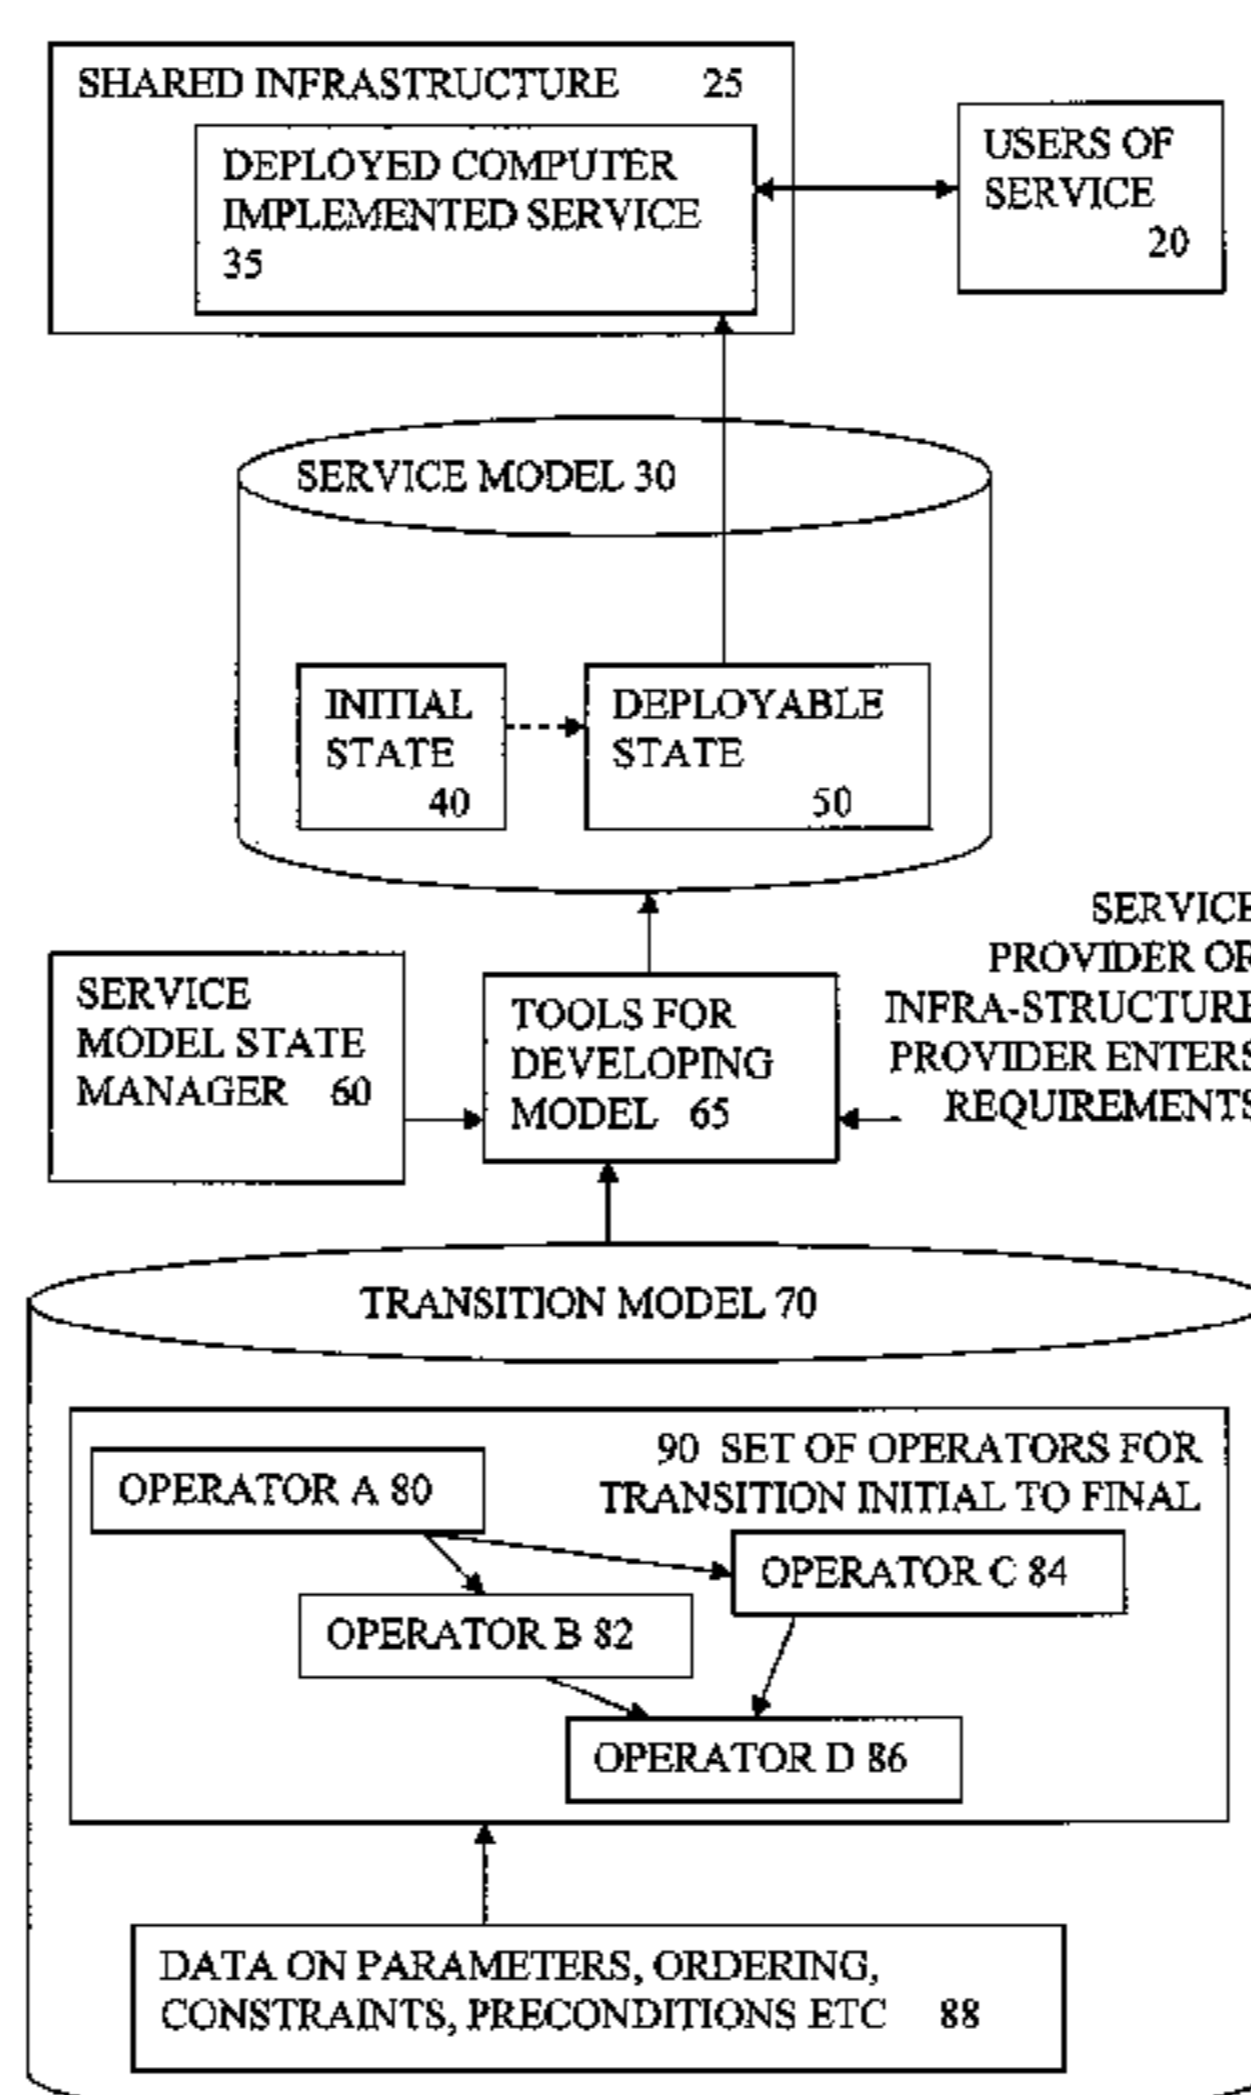 SHARED INFRASTRUCTURE 25
DEPLOYED COMPUTER
IMPLEMENTED SERVICE
35
USERS OF
SERVICE
20
SERVICE MODEL 30
INITIAL
STATE
40
DEPLOYABLE
STATE
50
SERVICE
MODEL STATE
MANAGER 60
TOOLS FOR
DEVELOPING
MODEL 65
SERVICE
PROVIDER OR
INFRA-STRUCTURE
PROVIDER ENTERS
REQUIREMENTS
TRANSITION MODEL 70
90 SET OF OPERATORS FOR
TRANSITION INITIAL TO FINAL
OPERATOR A 80
OPERATOR C 84
OPERATOR B 82
OPERATOR D 86
DATA ON PARAMETERS, ORDERING,
CONSTRAINTS, PRECONDITIONS ETC 88